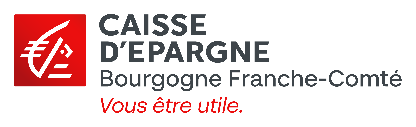 CAISSE
D'EPARGNE
Bourgogne Franche-Comté
Vous être utile.